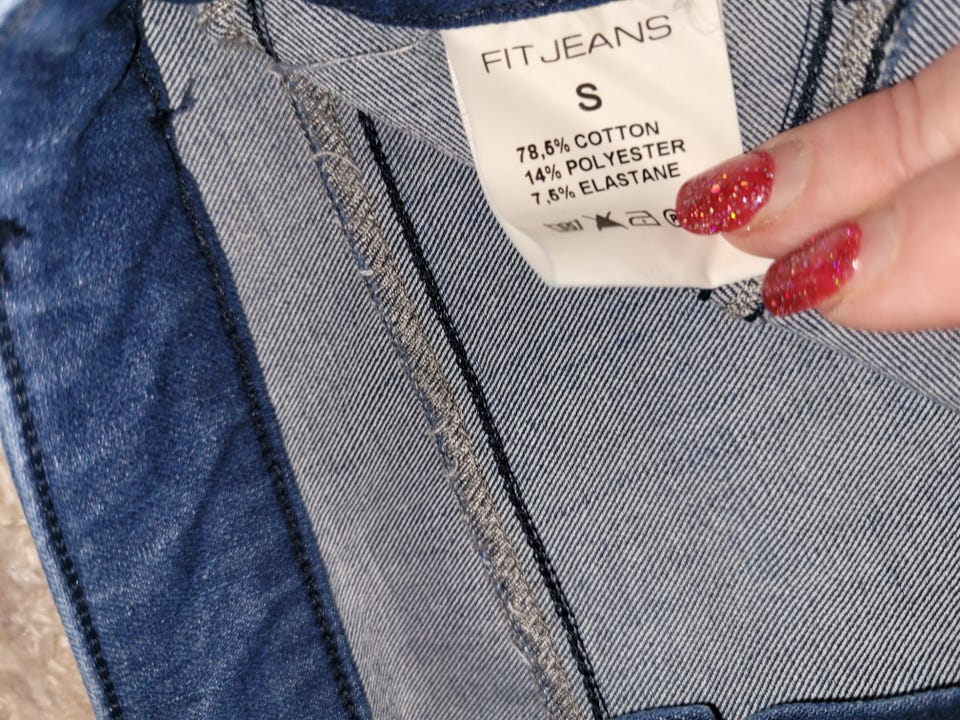 FIT JEANS
S
78,5% COTTON
14% POLYESTER
7,5% ELASTANE